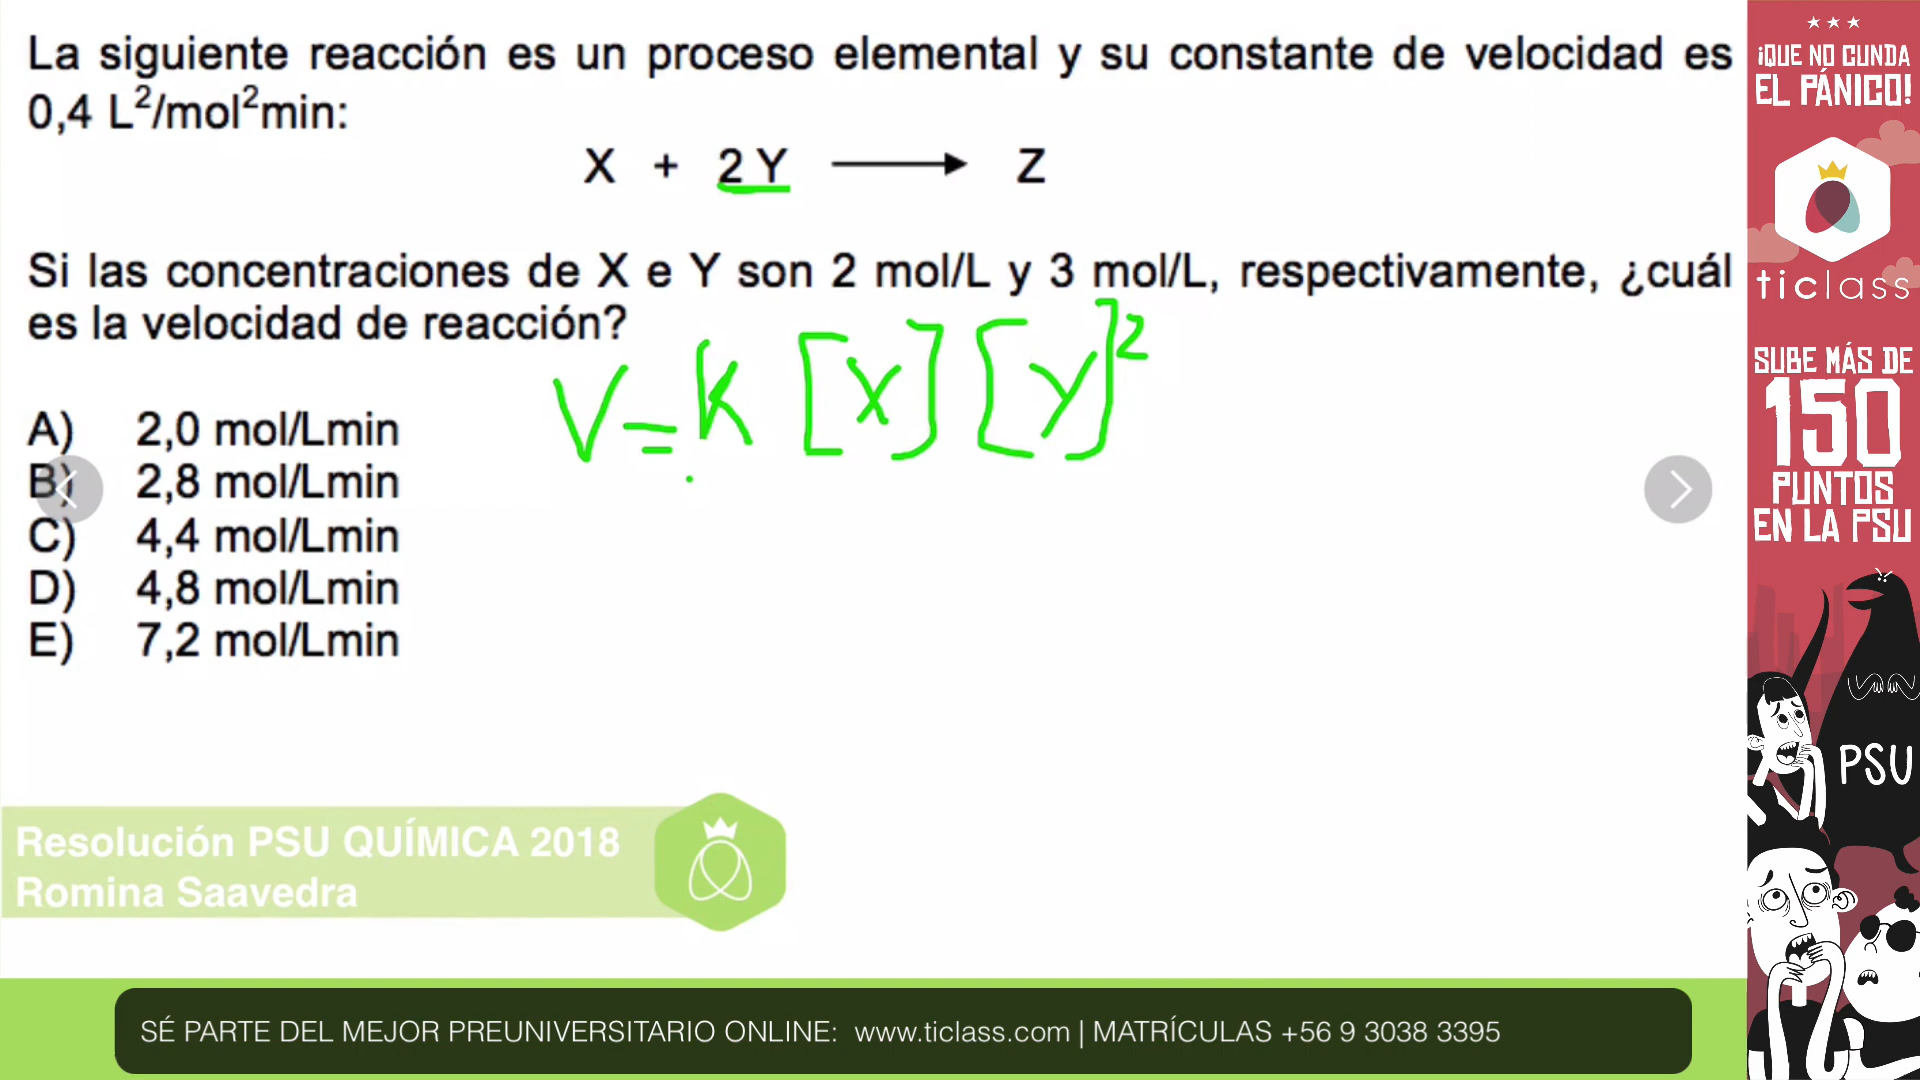 La siguiente reacción es un proceso elemental y su constante de velocidad es
0,4 L²/mol²min:
X + 2 Y ⟶ Z
Si las concentraciones de X e Y son 2 mol/L y 3 mol/L, respectivamente, ¿cuál
es la velocidad de reacción?
V = K [X] [Y]²
A) 2,0 mol/Lmin
B) 2,8 mol/Lmin
C) 4,4 mol/Lmin
D) 4,8 mol/Lmin
E) 7,2 mol/Lmin
Resolución PSU QUÍMICA 2018
Romina Saavedra
SÉ PARTE DEL MEJOR PREUNIVERSITARIO ONLINE: www.ticlass.com | MATRÍCULAS +56 9 3038 3395
¡QUE NO CUNDA
EL PÁNICO!
ticlass
SUBE MÁS DE
150
PUNTOS
EN LA PSU
PSU